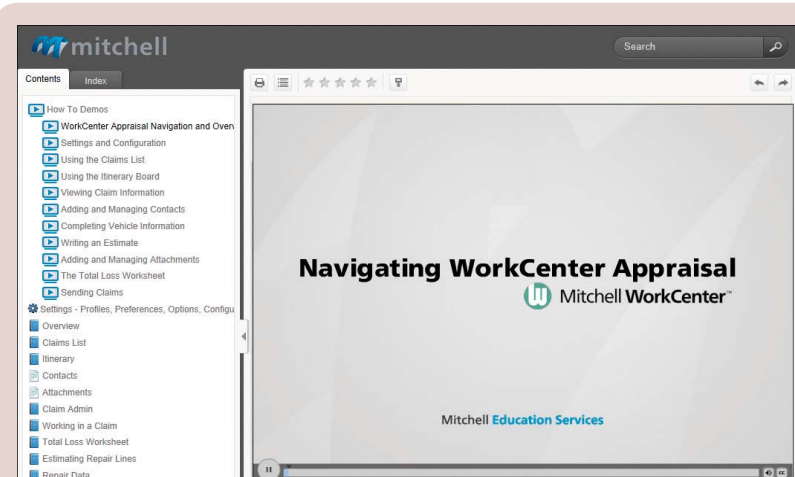 mitchell
Search
Contents
Index
How To Demos
WorkCenter Appraisal Navigation and Overv
Settings and Configuration
Using the Claims List
Using the Itinerary Board
Viewing Claim Information
Adding and Managing Contacts
Completing Vehicle Information
Writing an Estimate
Adding and Managing Attachments
The Total Loss Worksheet
Sending Claims
Settings - Profiles, Preferences, Options, Configu
Overview
Claims List
Itinerary
Contacts
Attachments
Claim Admin
Working in a Claim
Total Loss Worksheet
Estimating Repair Lines
Repair Data
Navigating WorkCenter Appraisal
Mitchell WorkCenter™
Mitchell Education Services
CC